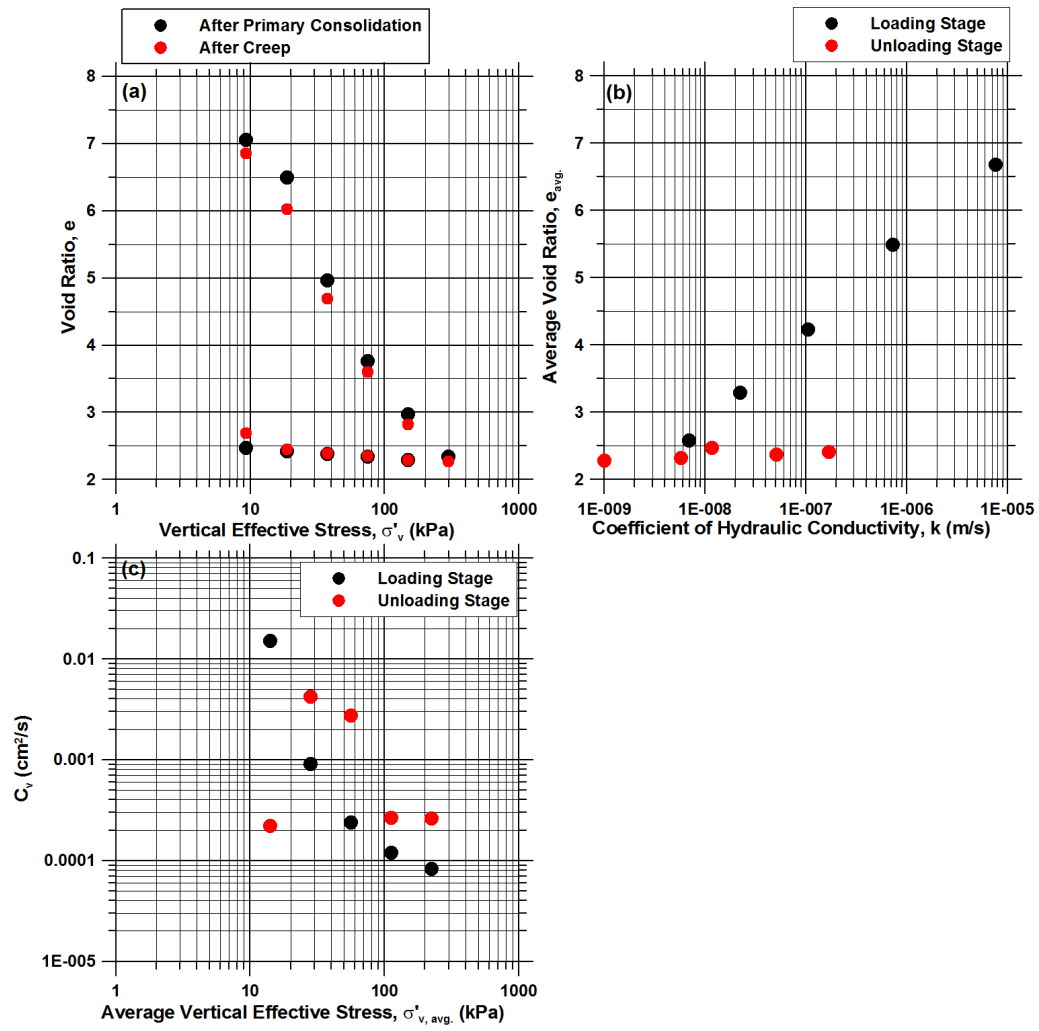 After Primary Consolidation
After Creep
(a)
8
7
6
5
4
3
2
Void Ratio, e
1
10
100
1000
Vertical Effective Stress, σ'v (kPa)
Loading Stage
Unloading Stage
(b)
8
7
6
5
4
3
2
Average Void Ratio, eavg.
1E-009
1E-008
1E-007
1E-006
1E-005
Coefficient of Hydraulic Conductivity, k (m/s)
(c)
Loading Stage
Unloading Stage
0.1
0.01
0.001
0.0001
1E-005
Cv (cm²/s)
1
10
100
1000
Average Vertical Effective Stress, σ'v, avg. (kPa)